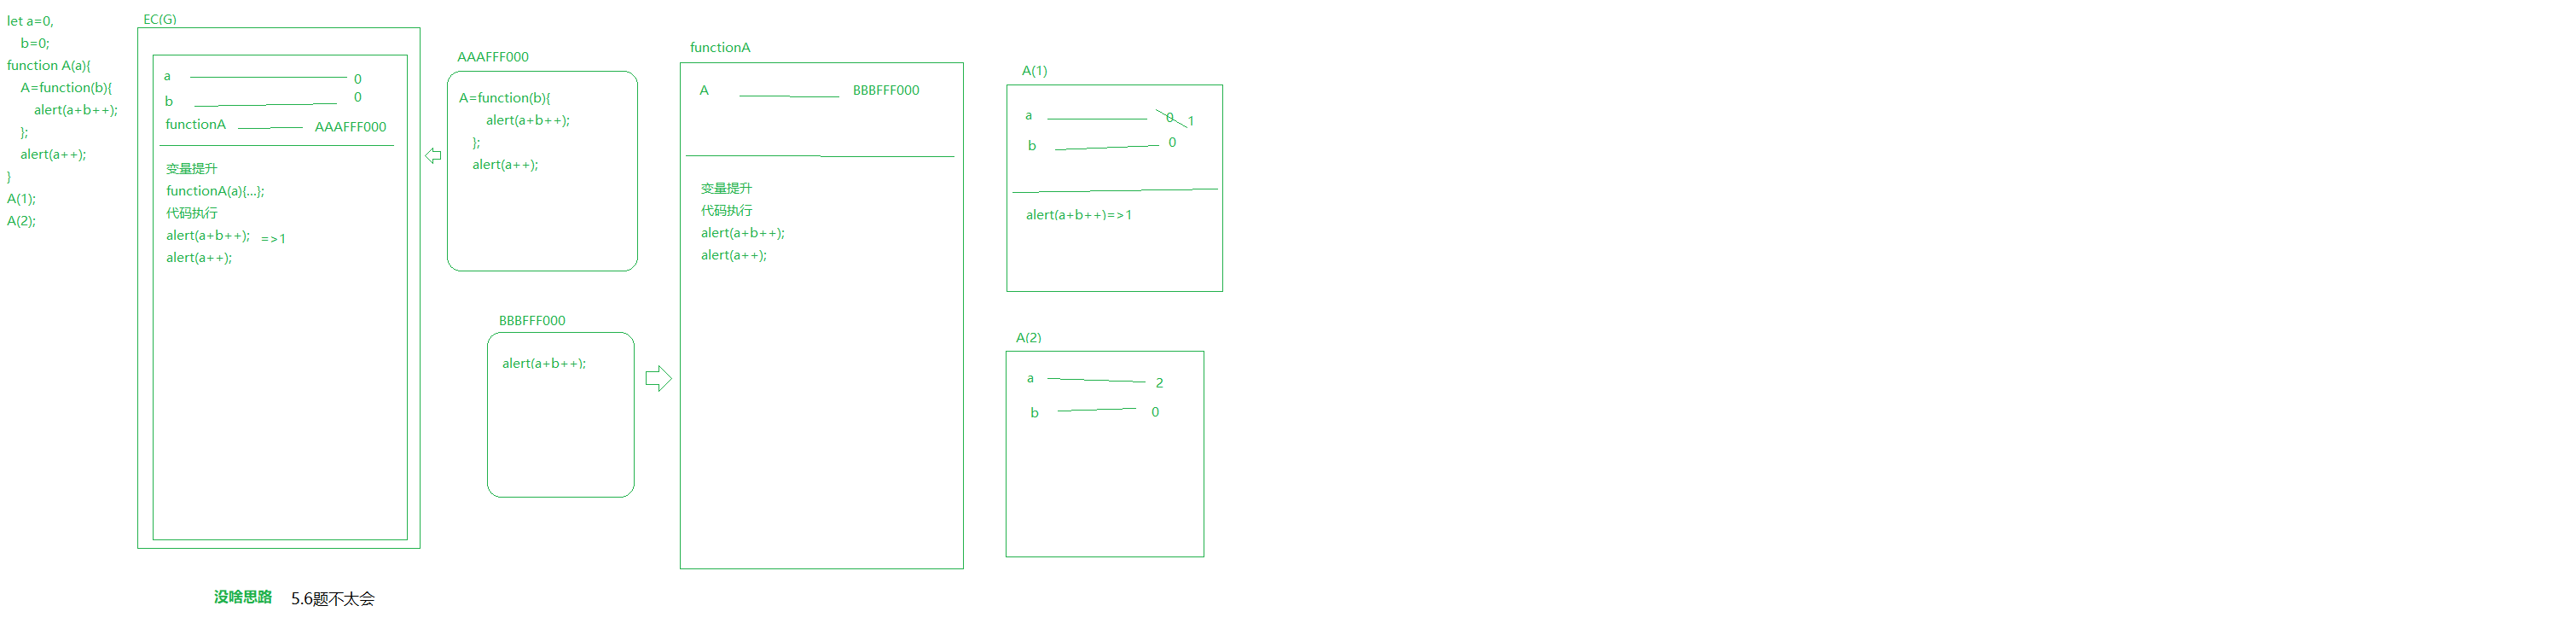 let a=0,
b=0;
function A(a){
A=function(b){
alert(a+b++);
};
alert(a++);
}
A(1);
A(2);
EC(G)
a 0
b 0
functionA AAAFFF000
变量提升
functionA(a){...};
代码执行
alert(a+b++); =>1
alert(a++);
AAAFFF000
A=function(b){
alert(a+b++);
};
alert(a++);
BBBFFF000
alert(a+b++);
functionA
A BBBFFF000
变量提升
代码执行
alert(a+b++);
alert(a++);
A(1)
a 0 1
b 0
alert(a+b++)=>1
A(2)
a 2
b 0
没啥思路 5.6题不太会